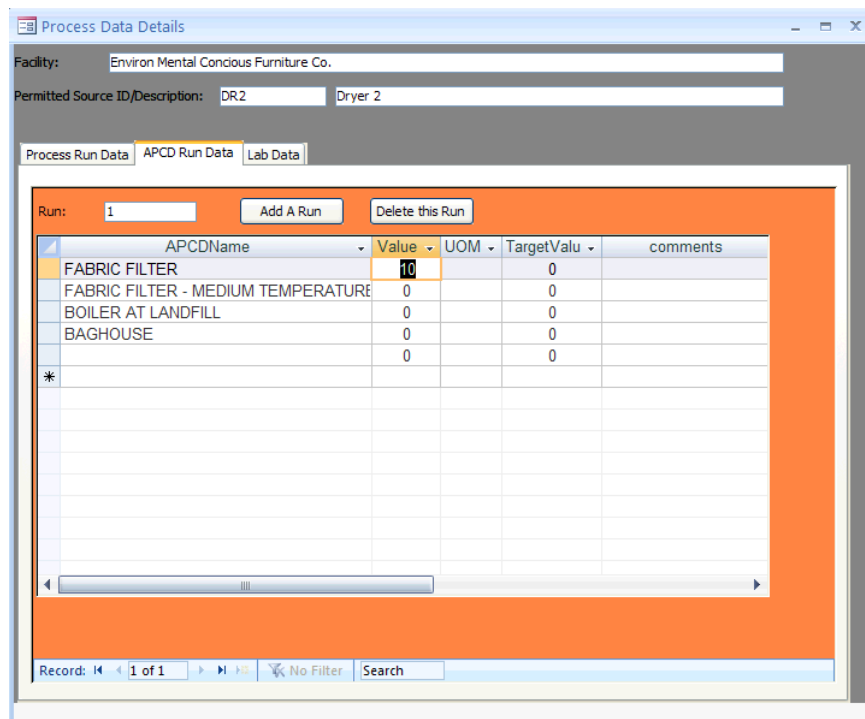 Process Data Details
Facility: Environ Mental Concious Furniture Co.
Permitted Source ID/Description: DR2 Dryer 2
Process Run Data APCD Run Data Lab Data
Run: 1 Add A Run Delete this Run
APCDName Value UOM TargetValu comments
FABRIC FILTER 10 0
FABRIC FILTER - MEDIUM TEMPERATURE 0 0
BOILER AT LANDFILL 0 0
BAGHOUSE 0 0
0 0
Record: 1 of 1 No Filter Search